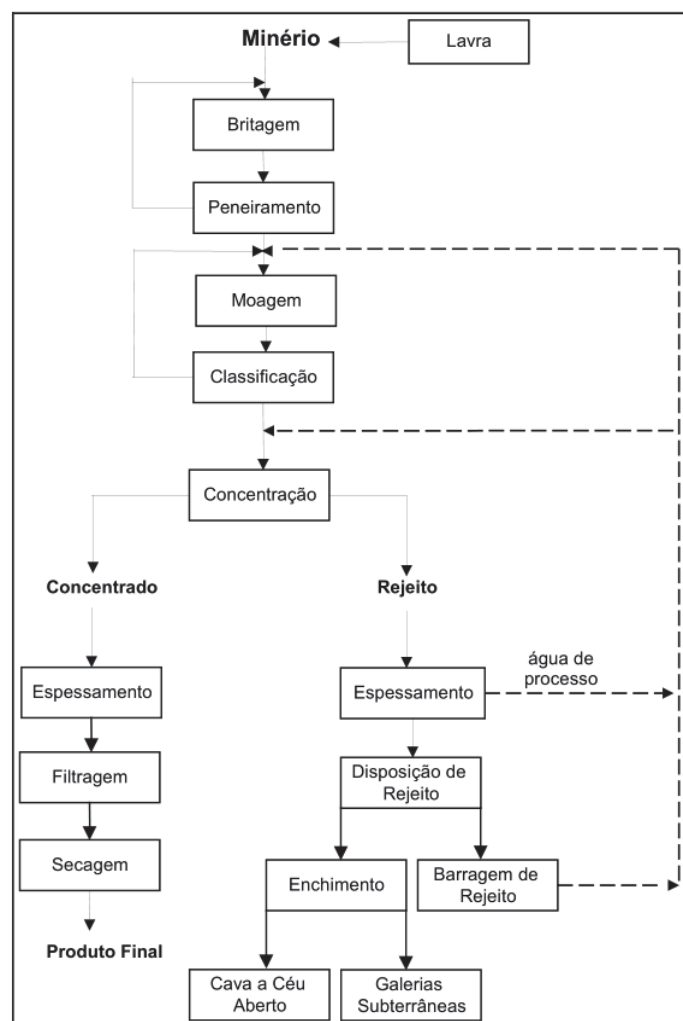 Minério
Lavra
Britagem
Peneiramento
Moagem
Classificação
Concentração
Concentrado
Rejeito
Espessamento
Espessamento
água de
processo
Filtragem
Disposição de
Rejeito
Secagem
Enchimento
Barragem de
Rejeito
Produto Final
Cava a Céu
Aberto
Galerias
Subterrâneas